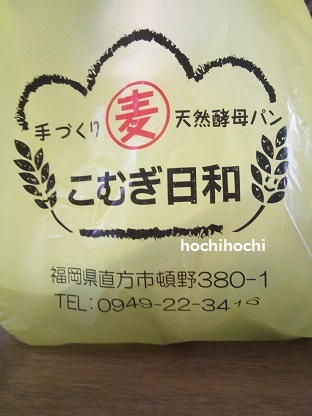 手づくり 麦 天然酵母パン
こむぎ日和
hochihochi
福岡県直方市頓野380-1
TEL:0949-22-3416